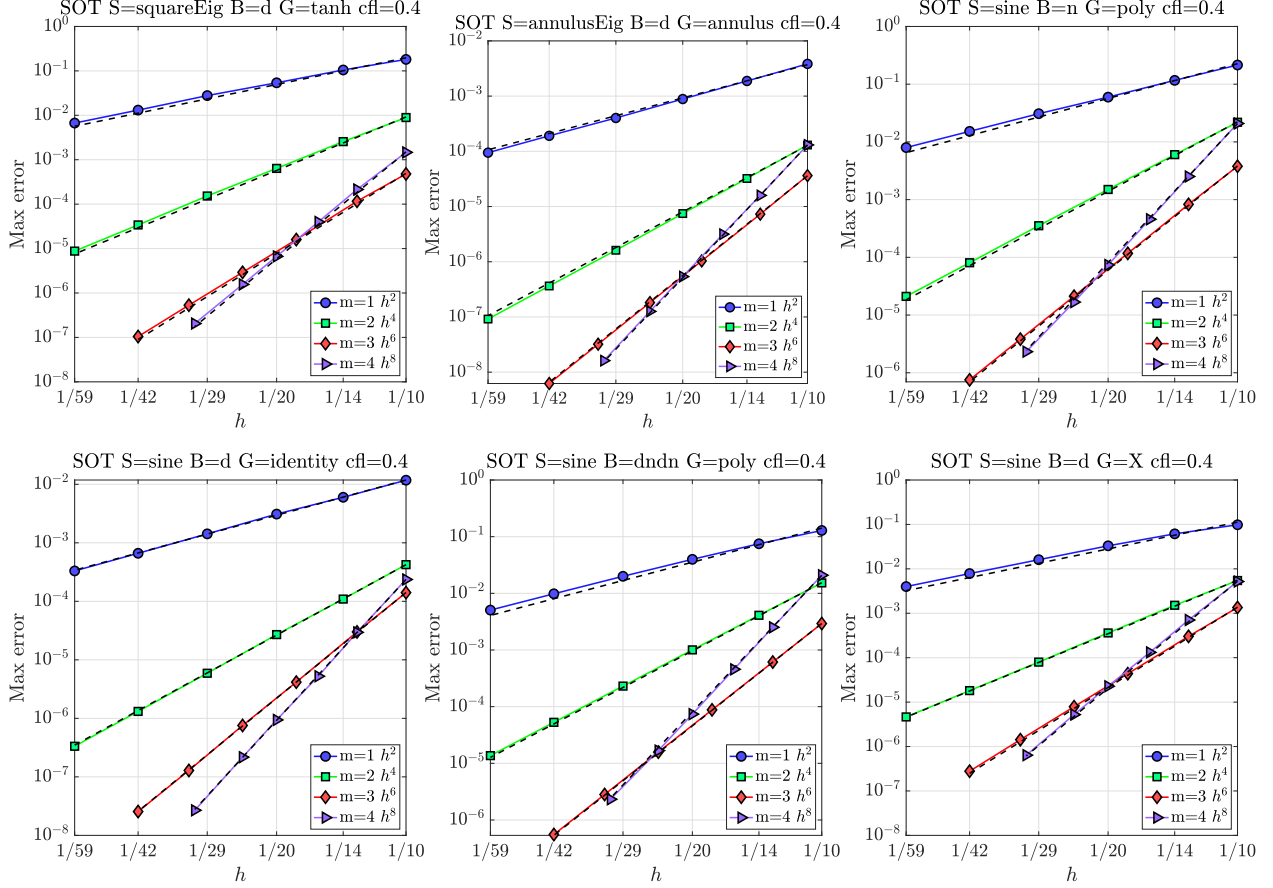 SOT S=squareEig B=d G=tanh cfl=0.4
Max error
10^0
10^-1
10^-2
10^-3
10^-4
10^-5
10^-6
10^-7
10^-8
m=1 h^2
m=2 h^4
m=3 h^6
m=4 h^8
1/59 1/42 1/29 1/20 1/14 1/10
h
SOT S=annulusEig B=d G=annulus cfl=0.4
Max error
10^-2
10^-3
10^-4
10^-5
10^-6
10^-7
10^-8
m=1 h^2
m=2 h^4
m=3 h^6
m=4 h^8
1/59 1/42 1/29 1/20 1/14 1/10
h
SOT S=sine B=n G=poly cfl=0.4
Max error
10^0
10^-1
10^-2
10^-3
10^-4
10^-5
10^-6
m=1 h^2
m=2 h^4
m=3 h^6
m=4 h^8
1/59 1/42 1/29 1/20 1/14 1/10
h
SOT S=sine B=d G=identity cfl=0.4
Max error
10^-2
10^-3
10^-4
10^-5
10^-6
10^-7
10^-8
m=1 h^2
m=2 h^4
m=3 h^6
m=4 h^8
1/59 1/42 1/29 1/20 1/14 1/10
h
SOT S=sine B=dndn G=poly cfl=0.4
Max error
10^0
10^-1
10^-2
10^-3
10^-4
10^-5
10^-6
m=1 h^2
m=2 h^4
m=3 h^6
m=4 h^8
1/59 1/42 1/29 1/20 1/14 1/10
h
SOT S=sine B=d G=X cfl=0.4
Max error
10^0
10^-1
10^-2
10^-3
10^-4
10^-5
10^-6
10^-7
10^-8
m=1 h^2
m=2 h^4
m=3 h^6
m=4 h^8
1/59 1/42 1/29 1/20 1/14 1/10
h